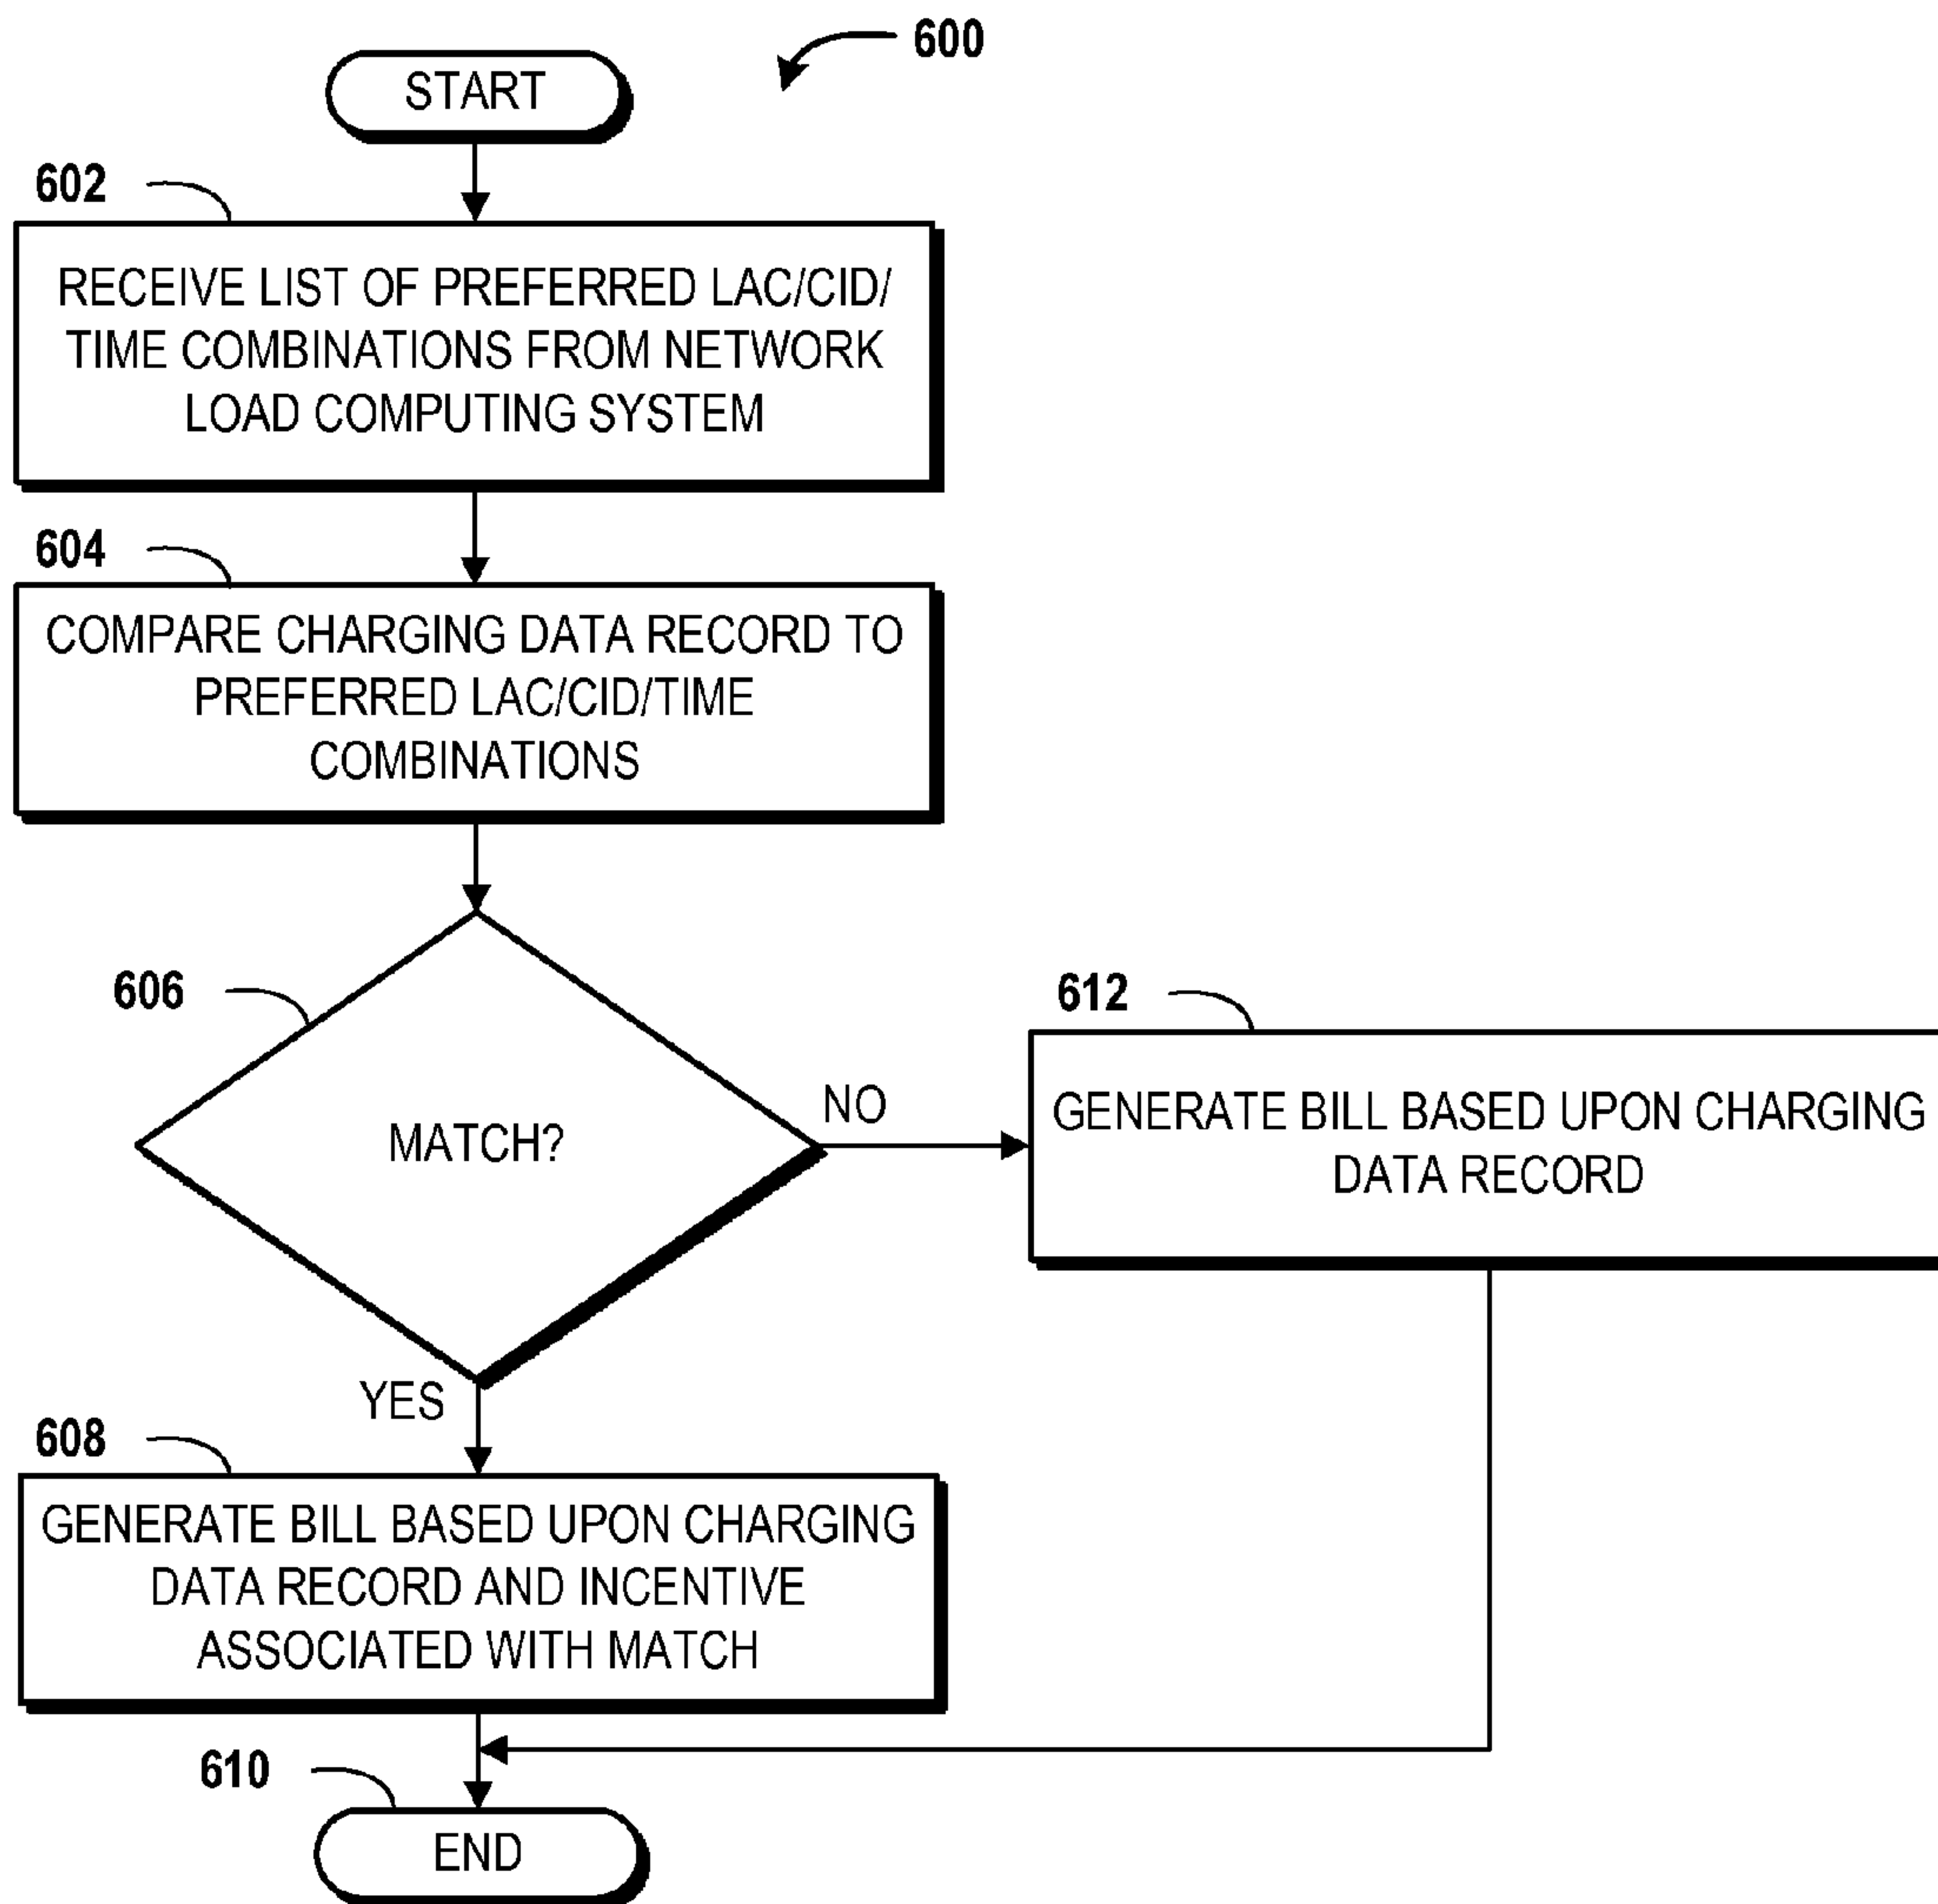 600
START
602
RECEIVE LIST OF PREFERRED LAC/CID/
TIME COMBINATIONS FROM NETWORK
LOAD COMPUTING SYSTEM
604
COMPARE CHARGING DATA RECORD TO
PREFERRED LAC/CID/TIME
COMBINATIONS
606
MATCH?
NO
612
GENERATE BILL BASED UPON CHARGING
DATA RECORD
YES
608
GENERATE BILL BASED UPON CHARGING
DATA RECORD AND INCENTIVE
ASSOCIATED WITH MATCH
610
END